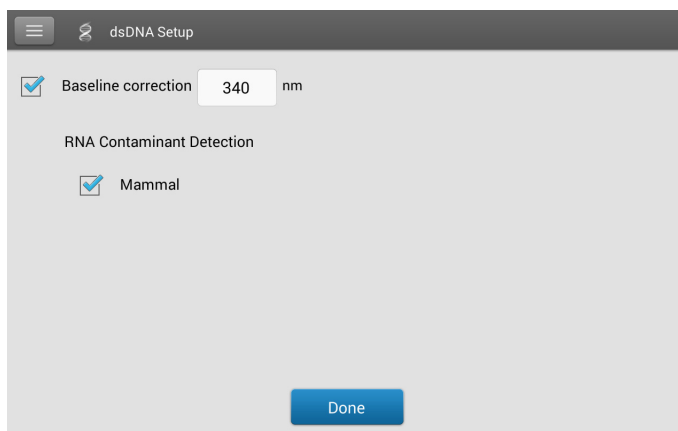 dsDNA Setup
Baseline correction 340 nm
RNA Contaminant Detection
Mammal
Done